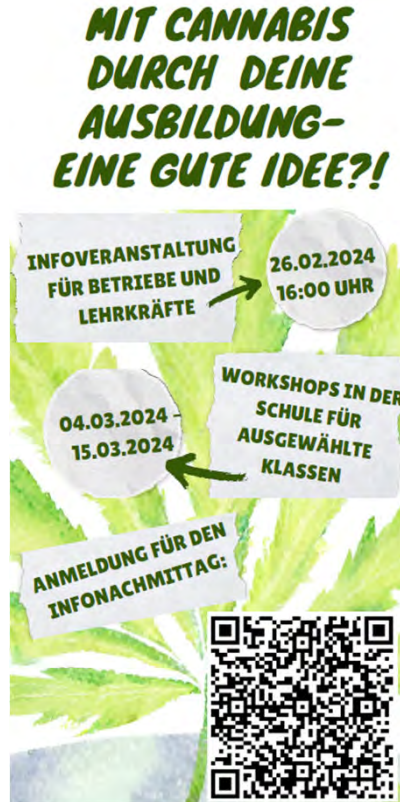 MIT CANNABIS
DURCH DEINE
AUSBILDUNG-
EINE GUTE IDEE?!
INFOVERANSTALTUNG
FÜR BETRIEBE UND
LEHRKRÄFTE
26.02.2024
16:00 UHR
WORKSHOPS IN DER
SCHULE FÜR
AUSGEWÄHLTE
KLASSEN
04.03.2024 -
15.03.2024
ANMELDUNG FÜR DEN
INFONACHMITTAG: